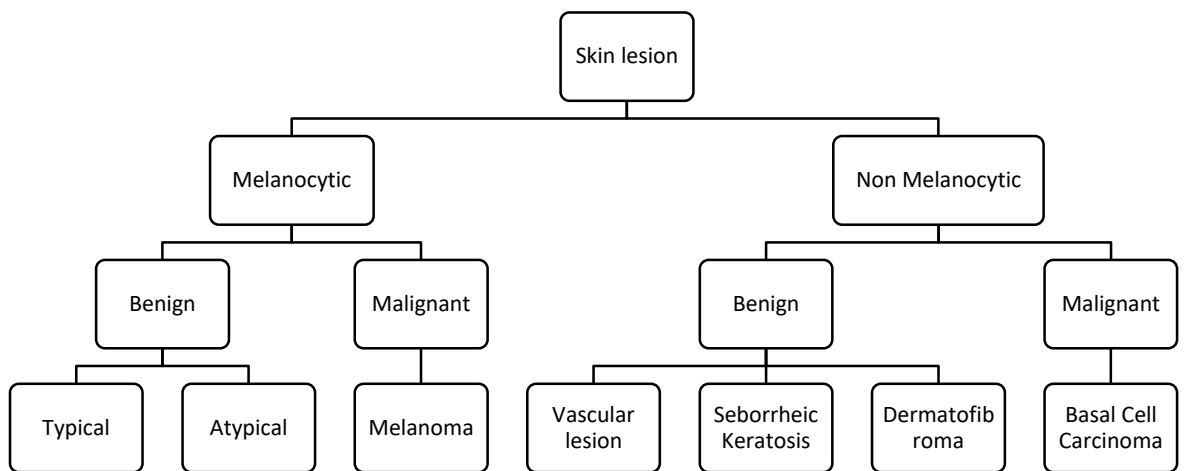 Skin lesion
Melanocytic
Non Melanocytic
Benign
Malignant
Benign
Malignant
Typical
Atypical
Melanoma
Vascular
lesion
Seborrheic
Keratosis
Dermatofib
roma
Basal Cell
Carcinoma